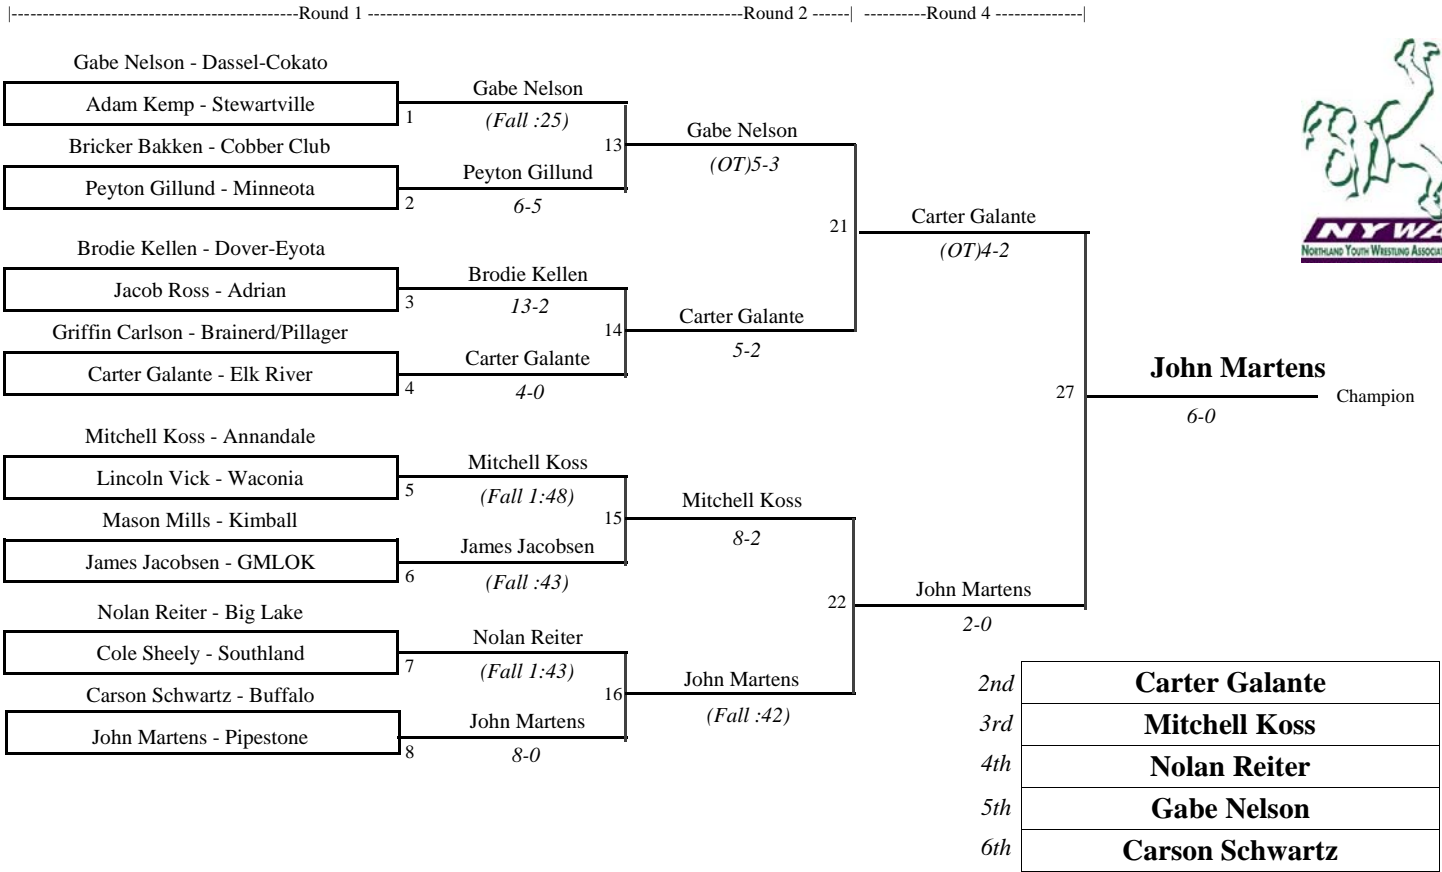 |-----------------------------------------------Round 1 -------------------------------------------------------------Round 2 ------| ----------Round 4 --------------|
Gabe Nelson - Dassel-Cokato
Adam Kemp - Stewartville
1
Bricker Bakken - Cobber Club
Peyton Gillund - Minneota
2
Brodie Kellen - Dover-Eyota
Jacob Ross - Adrian
3
Griffin Carlson - Brainerd/Pillager
Carter Galante - Elk River
4
Mitchell Koss - Annandale
Lincoln Vick - Waconia
5
Mason Mills - Kimball
James Jacobsen - GMLOK
6
Nolan Reiter - Big Lake
Cole Sheely - Southland
7
Carson Schwartz - Buffalo
John Martens - Pipestone
8
Gabe Nelson
(Fall :25)
13
Peyton Gillund
6-5
Brodie Kellen
13-2
14
Carter Galante
4-0
Mitchell Koss
(Fall 1:48)
15
James Jacobsen
(Fall :43)
Nolan Reiter
(Fall 1:43)
16
John Martens
8-0
Gabe Nelson
(OT)5-3
21
Carter Galante
5-2
Mitchell Koss
8-2
22
John Martens
(Fall :42)
Carter Galante
(OT)4-2
27
John Martens
2-0
John Martens
Champion
6-0
NYWA
NORTHLAND YOUTH WRESTLING
2nd Carter Galante
3rd Mitchell Koss
4th Nolan Reiter
5th Gabe Nelson
6th Carson Schwartz